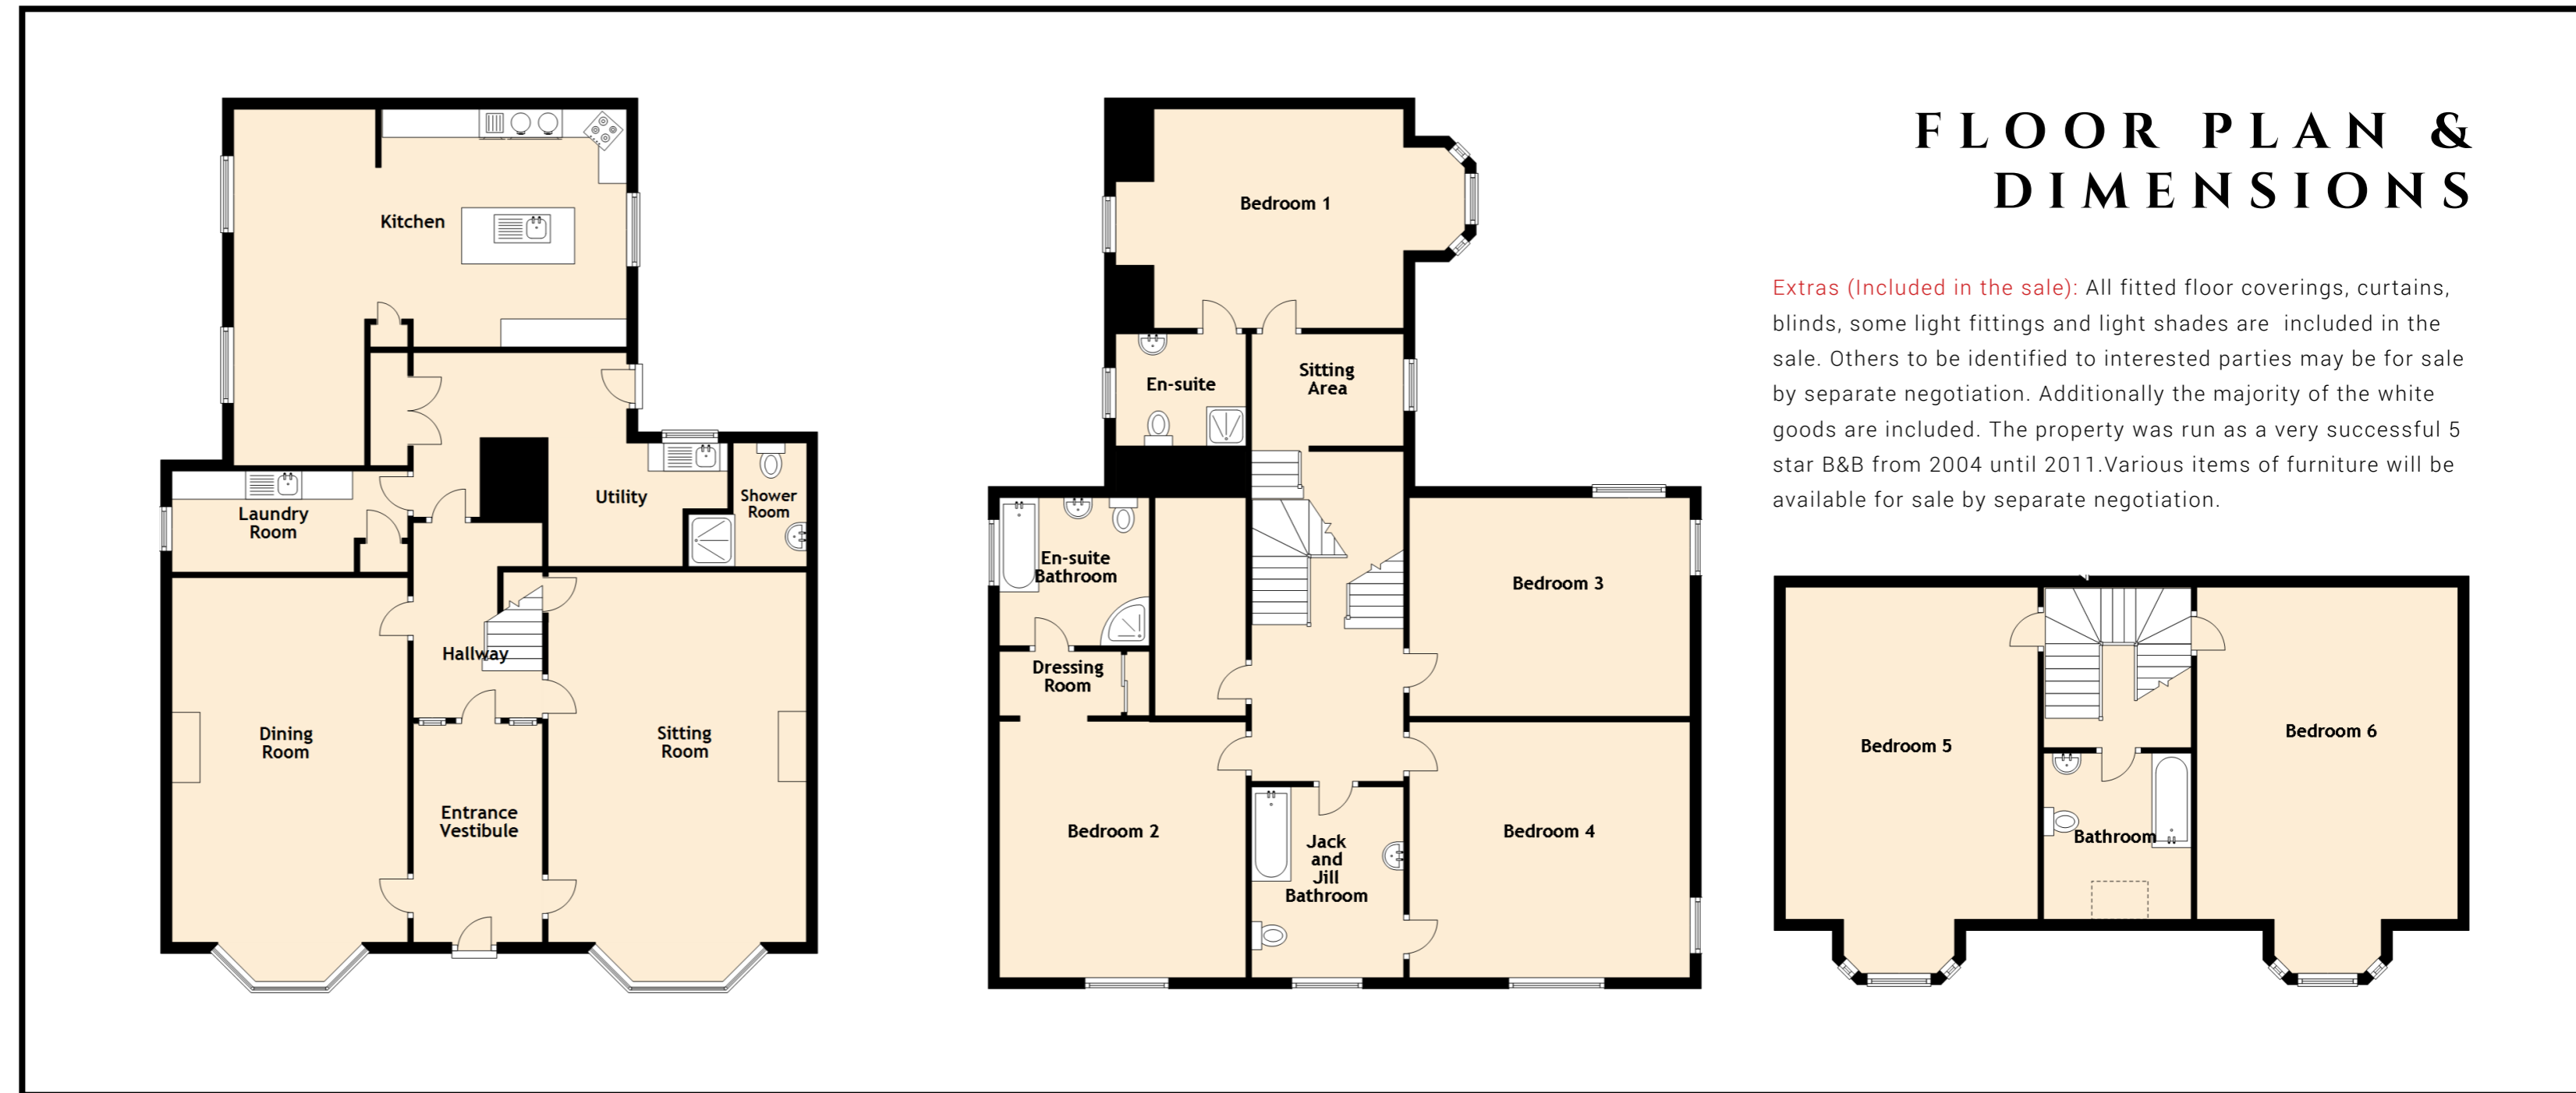 FLOOR PLAN &
DIMENSIONS
Extras (Included in the sale): All fitted floor coverings, curtains,
blinds, some light fittings and light shades are  included in the
sale. Others to be identified to interested parties may be for sale
by separate negotiation. Additionally the majority of the white
goods are included. The property was run as a very successful 5
star B&B from 2004 until 2011.Various items of furniture will be
available for sale by separate negotiation.
Kitchen
Utility
Shower
Room
Laundry
Room
Hallway
Dining
Room
Sitting
Room
Entrance
Vestibule
Bedroom 1
En-suite
Sitting
Area
En-suite
Bathroom
Bedroom 3
Dressing
Room
Bedroom 2
Jack
and
Jill
Bathroom
Bedroom 4
Bedroom 5
Bedroom 6
Bathroom